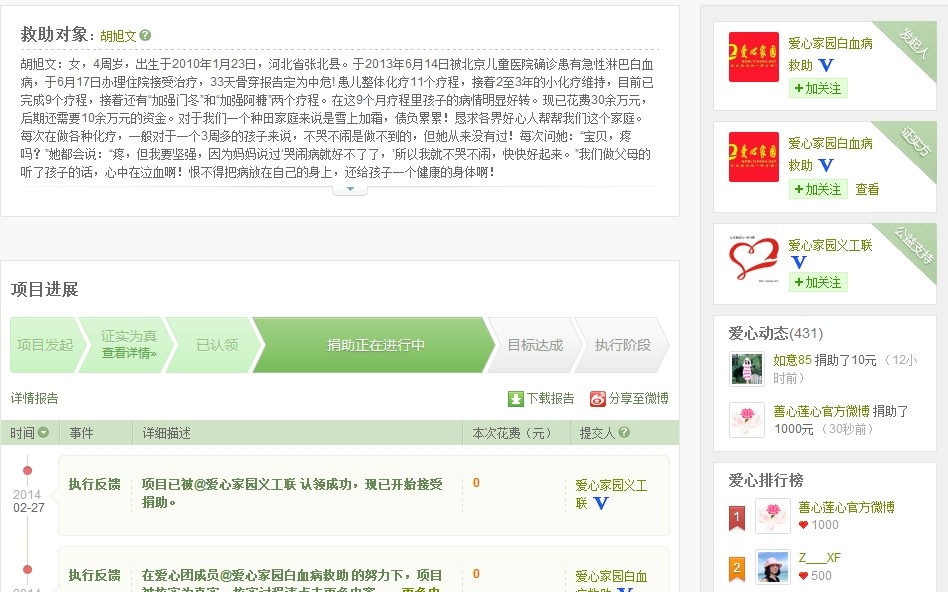 救助对象：胡旭文
胡旭文：女，4周岁，出生于2010年1月23日，河北省张北县。于2013年6月14日被北京儿童医院确诊患有急性淋巴白血
病，于6月17日办理住院接受治疗，33天骨穿报告定为中危! 患儿整体化疗11个疗程，接着2至3年的小化疗维持，目前已
完成9个疗程，接着还有“加强门冬”和“加强阿糖”两个疗程。在这9个月疗程里孩子的病情明显好转。现已花费30余万元，
后期还需要10余万元的资金。对于我们一个种田家庭来说是雪上加霜，债负累累！恳求各界好心人帮帮我们这个家庭。
每次在做各种化疗，一般对于一个3周多的孩子来说，不哭不闹是做不到的，但她从来没有过！每次问她：“宝贝，疼
吗？”她都会说：“疼，但我要坚强，因为妈妈说过‘哭闹病就好不了了，’所以我就不哭不闹，快快好起来。”我们做父母的
听了孩子的话，心中在泣血啊！恨不得把病放在自己的身上，还给孩子一个健康的身体啊！
项目进展
项目发起
证实为真
查看详情»
已认领
捐助正在进行中
目标达成
执行阶段
详情报告
下载报告
分享至微博
时间 事件 详细描述 本次花费（元） 提交人
2014
02-27
执行反馈
项目已被@爱心家园义工联 认领成功，现已开始接受
捐助。
0
爱心家园义工
联 V
2014
执行反馈
在爱心团成员@爱心家园白血病救助 的努力下，项目
0
爱心家园白血
发起人
爱心家园
爱心家园白血病
救助 V
+加关注
证实方
爱心家园
爱心家园白血病
救助 V
+加关注 查看
公益支持
爱心家园义工联
V
+加关注
爱心动态(431)
如意85 捐助了10元 （12小
时前）
善心莲心官方微博 捐助了
1000元 （30秒前）
爱心排行榜
1
善心莲心官方微博
1000
2
Z___XF
500